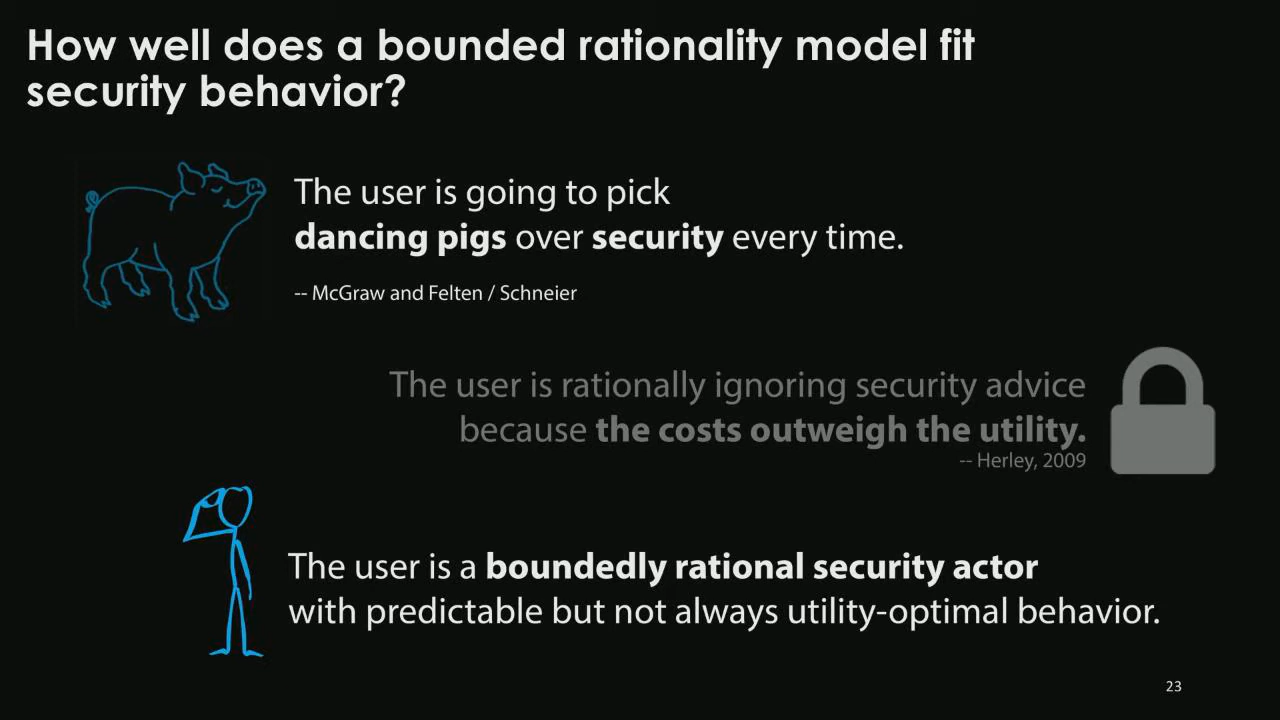 How well does a bounded rationality model fit
security behavior?
The user is going to pick
dancing pigs over security every time.
-- McGraw and Felten / Schneier
The user is rationally ignoring security advice
because the costs outweigh the utility.
-- Herley, 2009
The user is a boundedly rational security actor
with predictable but not always utility-optimal behavior.
23